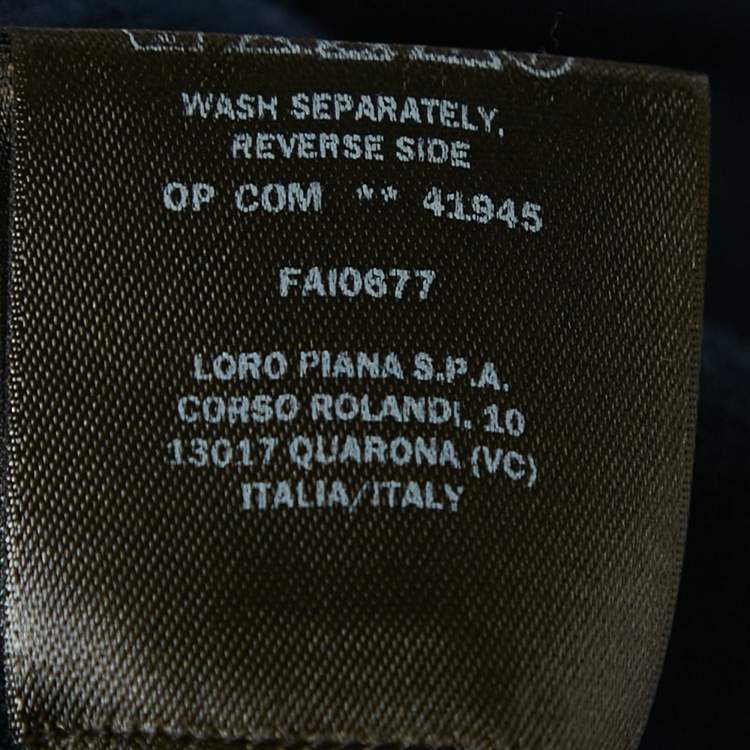 WASH SEPARATELY,
REVERSE SIDE
OP COM ** 41945
FAI0677
LORO PIANA S.P.A.
CORSO ROLANDI, 10
13017 QUARONA (VC)
ITALIA/ITALY